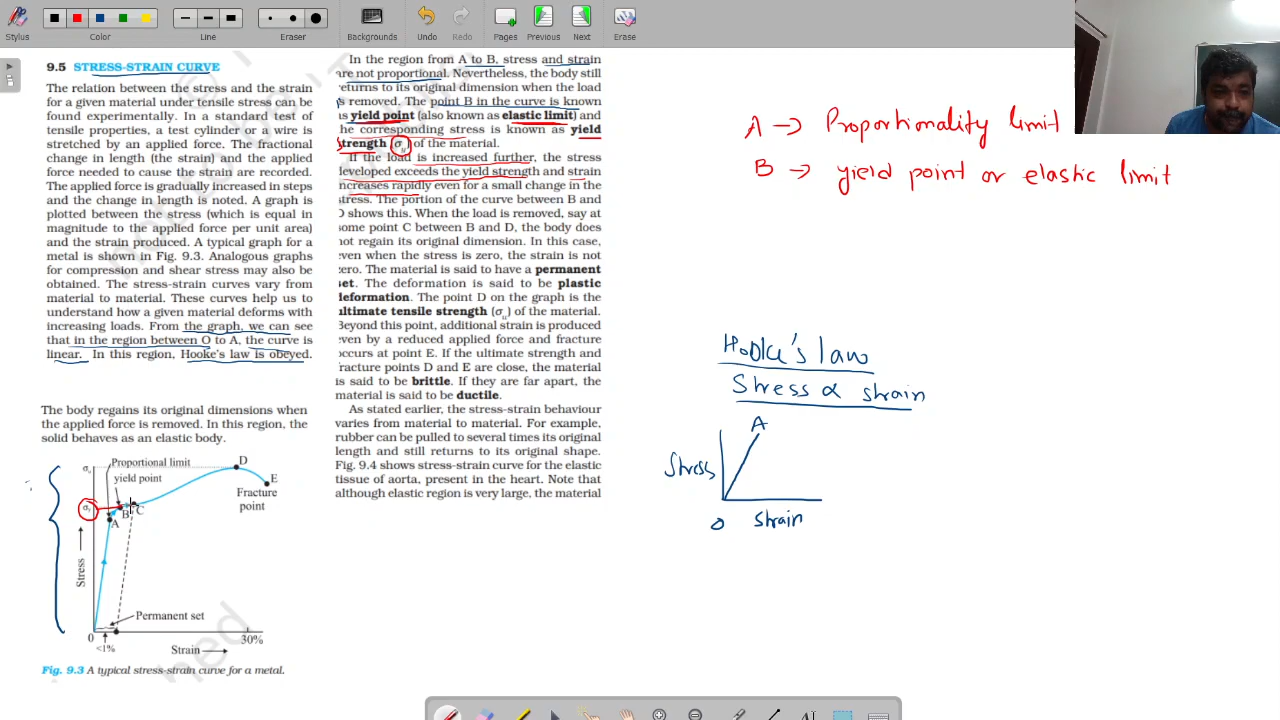 Stylus
Color
Line
Eraser
Backgrounds
Undo
Redo
Pages
Previous
Next
Erase
9.5 STRESS-STRAIN CURVE
The relation between the stress and the strain
for a given material under tensile stress can be
found experimentally. In a standard test of
tensile properties, a test cylinder or a wire is
stretched by an applied force. The fractional
change in length (the strain) and the applied
force needed to cause the strain are recorded.
The applied force is gradually increased in steps
and the change in length is noted. A graph is
plotted between the stress (which is equal in
magnitude to the applied force per unit area)
and the strain produced. A typical graph for a
metal is shown in Fig. 9.3. Analogous graphs
for compression and shear stress may also be
obtained. The stress-strain curves vary from
material to material. These curves help us to
understand how a given material deforms with
increasing loads. From the graph, we can see
that in the region between O to A, the curve is
linear. In this region, Hooke's law is obeyed.
The body regains its original dimensions when
the applied force is removed. In this region, the
solid behaves as an elastic body.
σu
Proportional limit
yield point
D
E
Fracture
point
σy
A
B
C
Stress
Permanent set
0
<1%
30%
Strain
Fig. 9.3 A typical stress-strain curve for a metal.
In the region from A to B, stress and strain
are not proportional. Nevertheless, the body still
returns to its original dimension when the load
is removed. The point B in the curve is known
as yield point (also known as elastic limit) and
the corresponding stress is known as yield
strength (σy) of the material.
If the load is increased further, the stress
developed exceeds the yield strength and strain
increases rapidly even for a small change in the
stress. The portion of the curve between B and
D shows this. When the load is removed, say at
some point C between B and D, the body does
not regain its original dimension. In this case,
even when the stress is zero, the strain is not
zero. The material is said to have a permanent
set. The deformation is said to be plastic
deformation. The point D on the graph is the
ultimate tensile strength (σu) of the material.
Beyond this point, additional strain is produced
even by a reduced applied force and fracture
occurs at point E. If the ultimate strength and
fracture points D and E are close, the material
is said to be brittle. If they are far apart, the
material is said to be ductile.
As stated earlier, the stress-strain behaviour
varies from material to material. For example,
rubber can be pulled to several times its original
length and still returns to its original shape.
Fig. 9.4 shows stress-strain curve for the elastic
tissue of aorta, present in the heart. Note that
although elastic region is very large, the material
A → Proportionality limit
B → yield point or elastic limit
Hooke's law
Stress ∝ strain
A
Stress
O strain